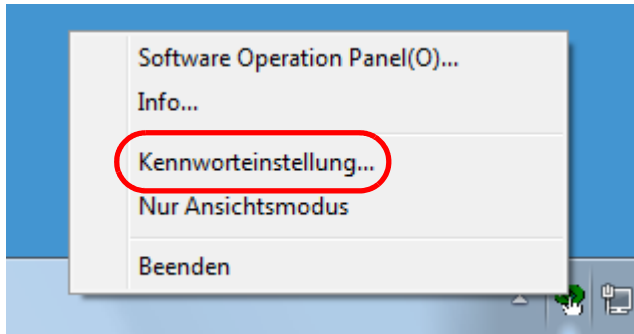 Software Operation Panel(O)...
Info...
Kennworteinstellung...
Nur Ansichtsmodus
Beenden